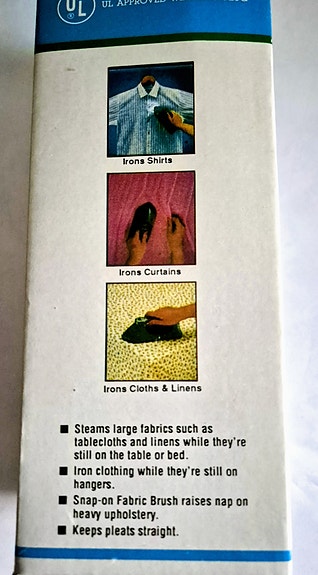 UL
UL APPROVED
Irons Shirts
Irons Curtains
Irons Cloths & Linens
■ Steams large fabrics such as
tablecloths and linens while they're
still on the table or bed.
■ Iron clothing while they're still on
hangers.
■ Snap-on Fabric Brush raises nap on
heavy upholstery.
■ Keeps pleats straight.